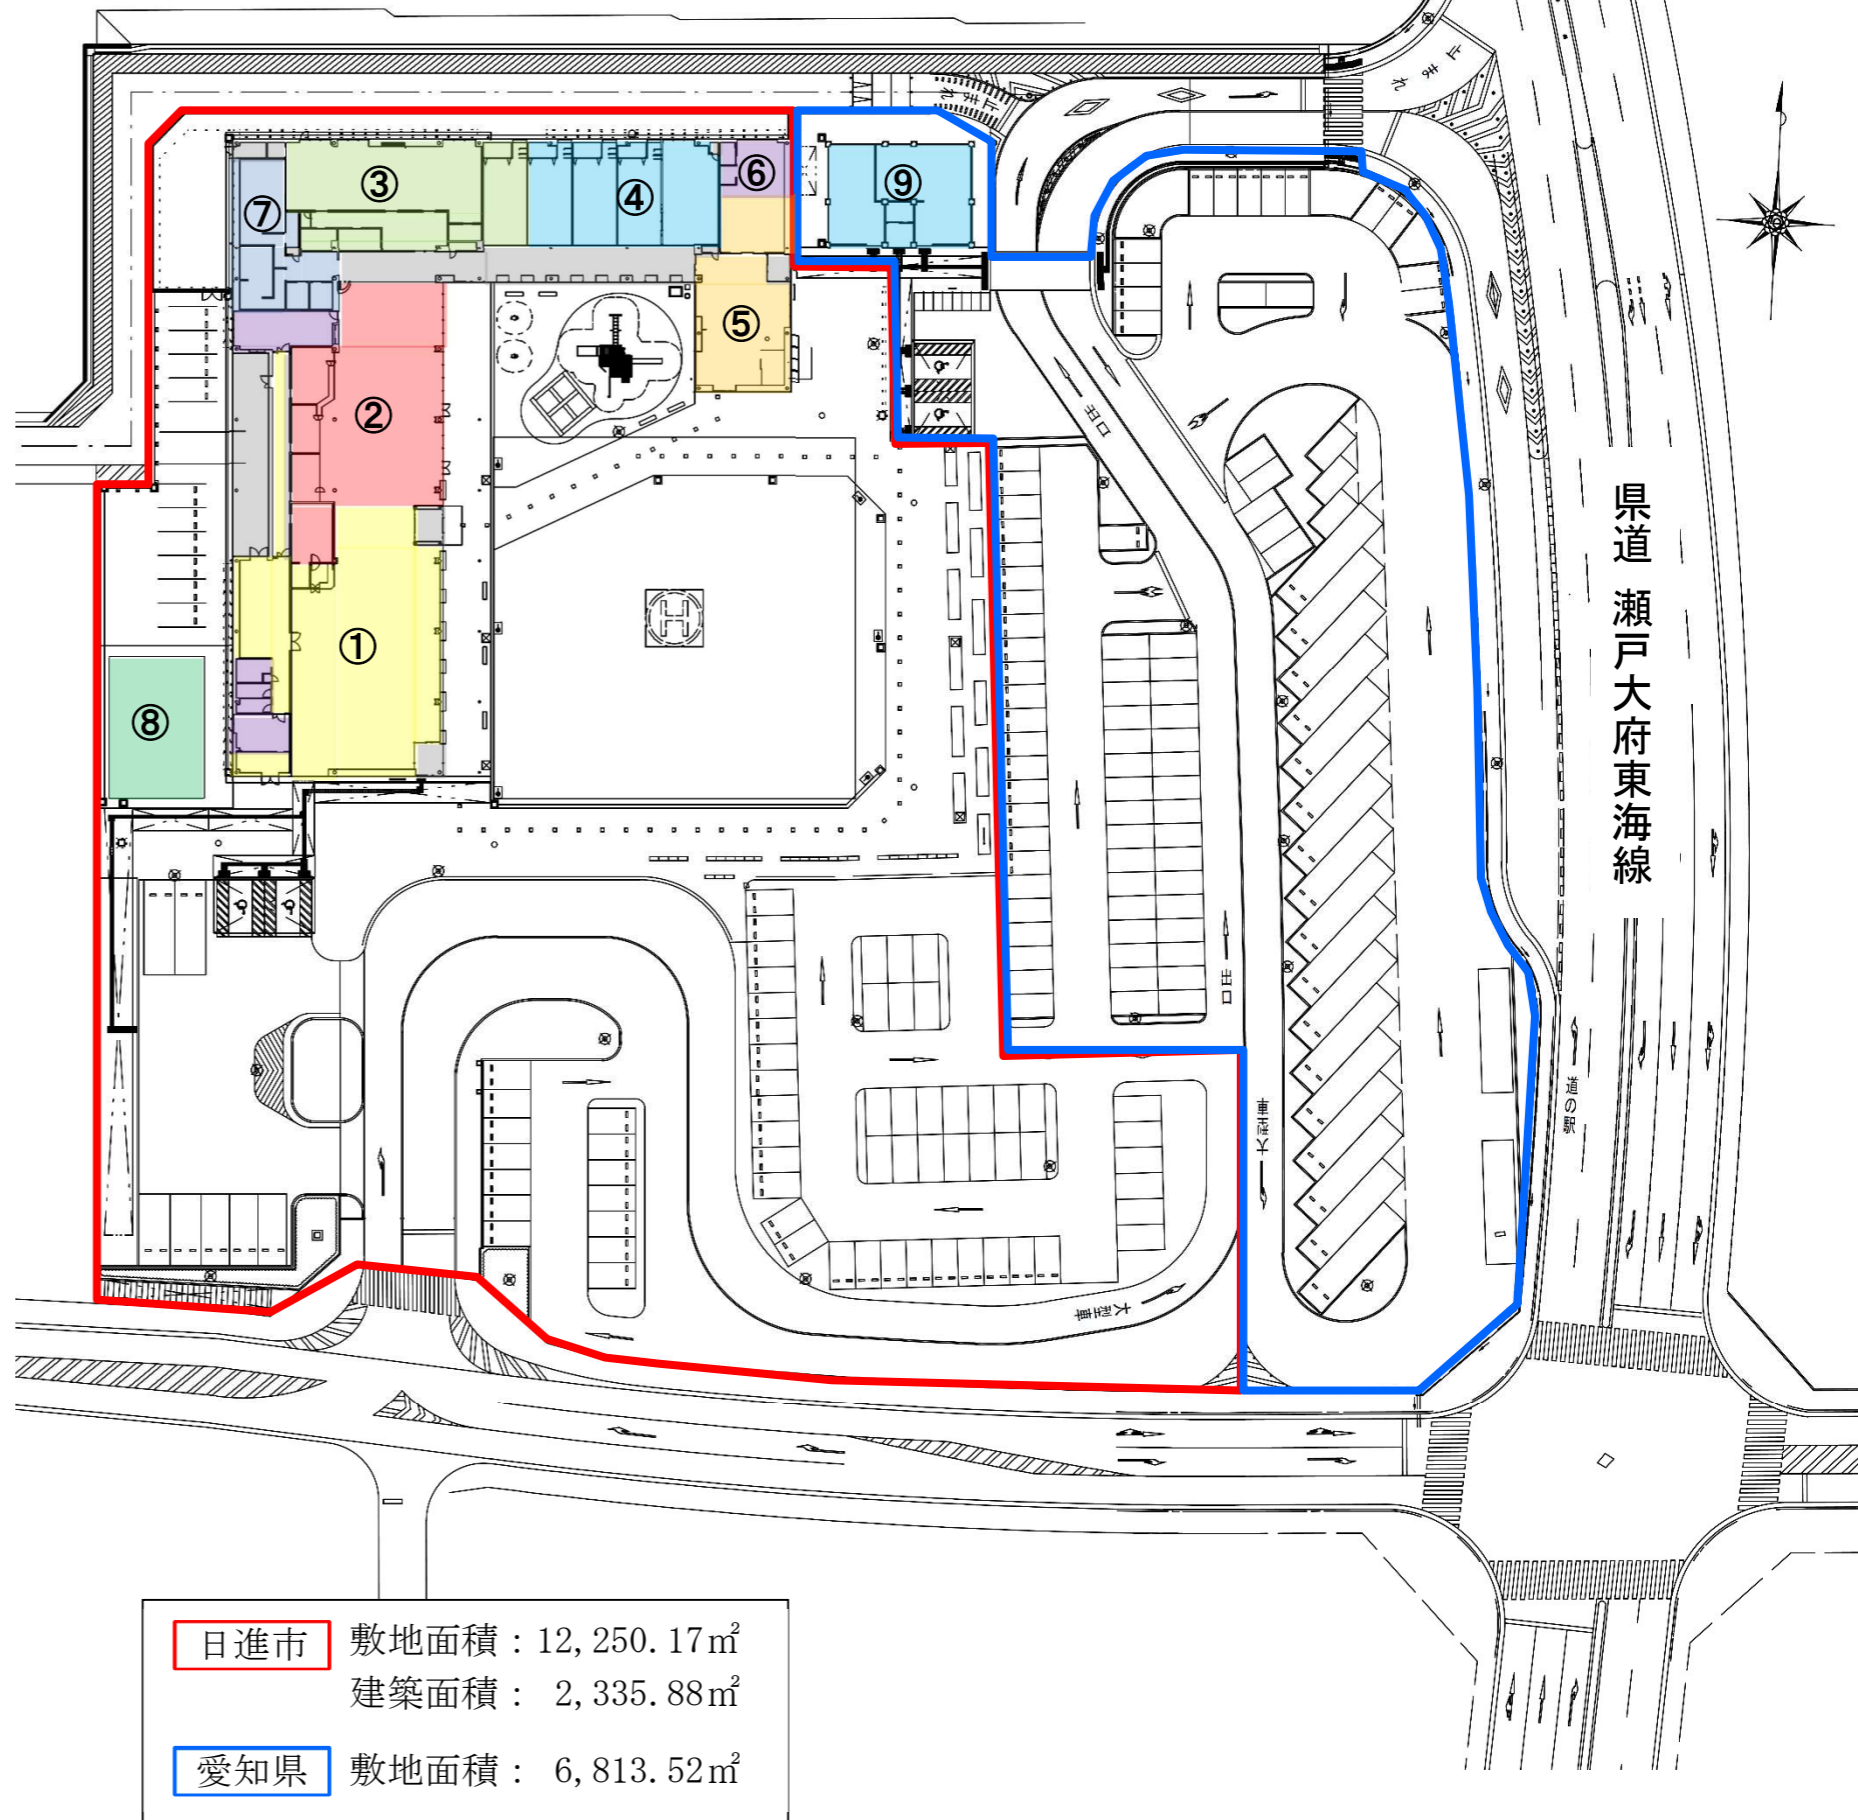 ③
④
⑥
⑨
⑦
⑤
②
①
⑧
H
出口
出口
大型車
大型車
道の駅
県道 瀬戸大府東海線
日進市 敷地面積：12,250.17㎡
建築面積： 2,335.88㎡
愛知県 敷地面積： 6,813.52㎡